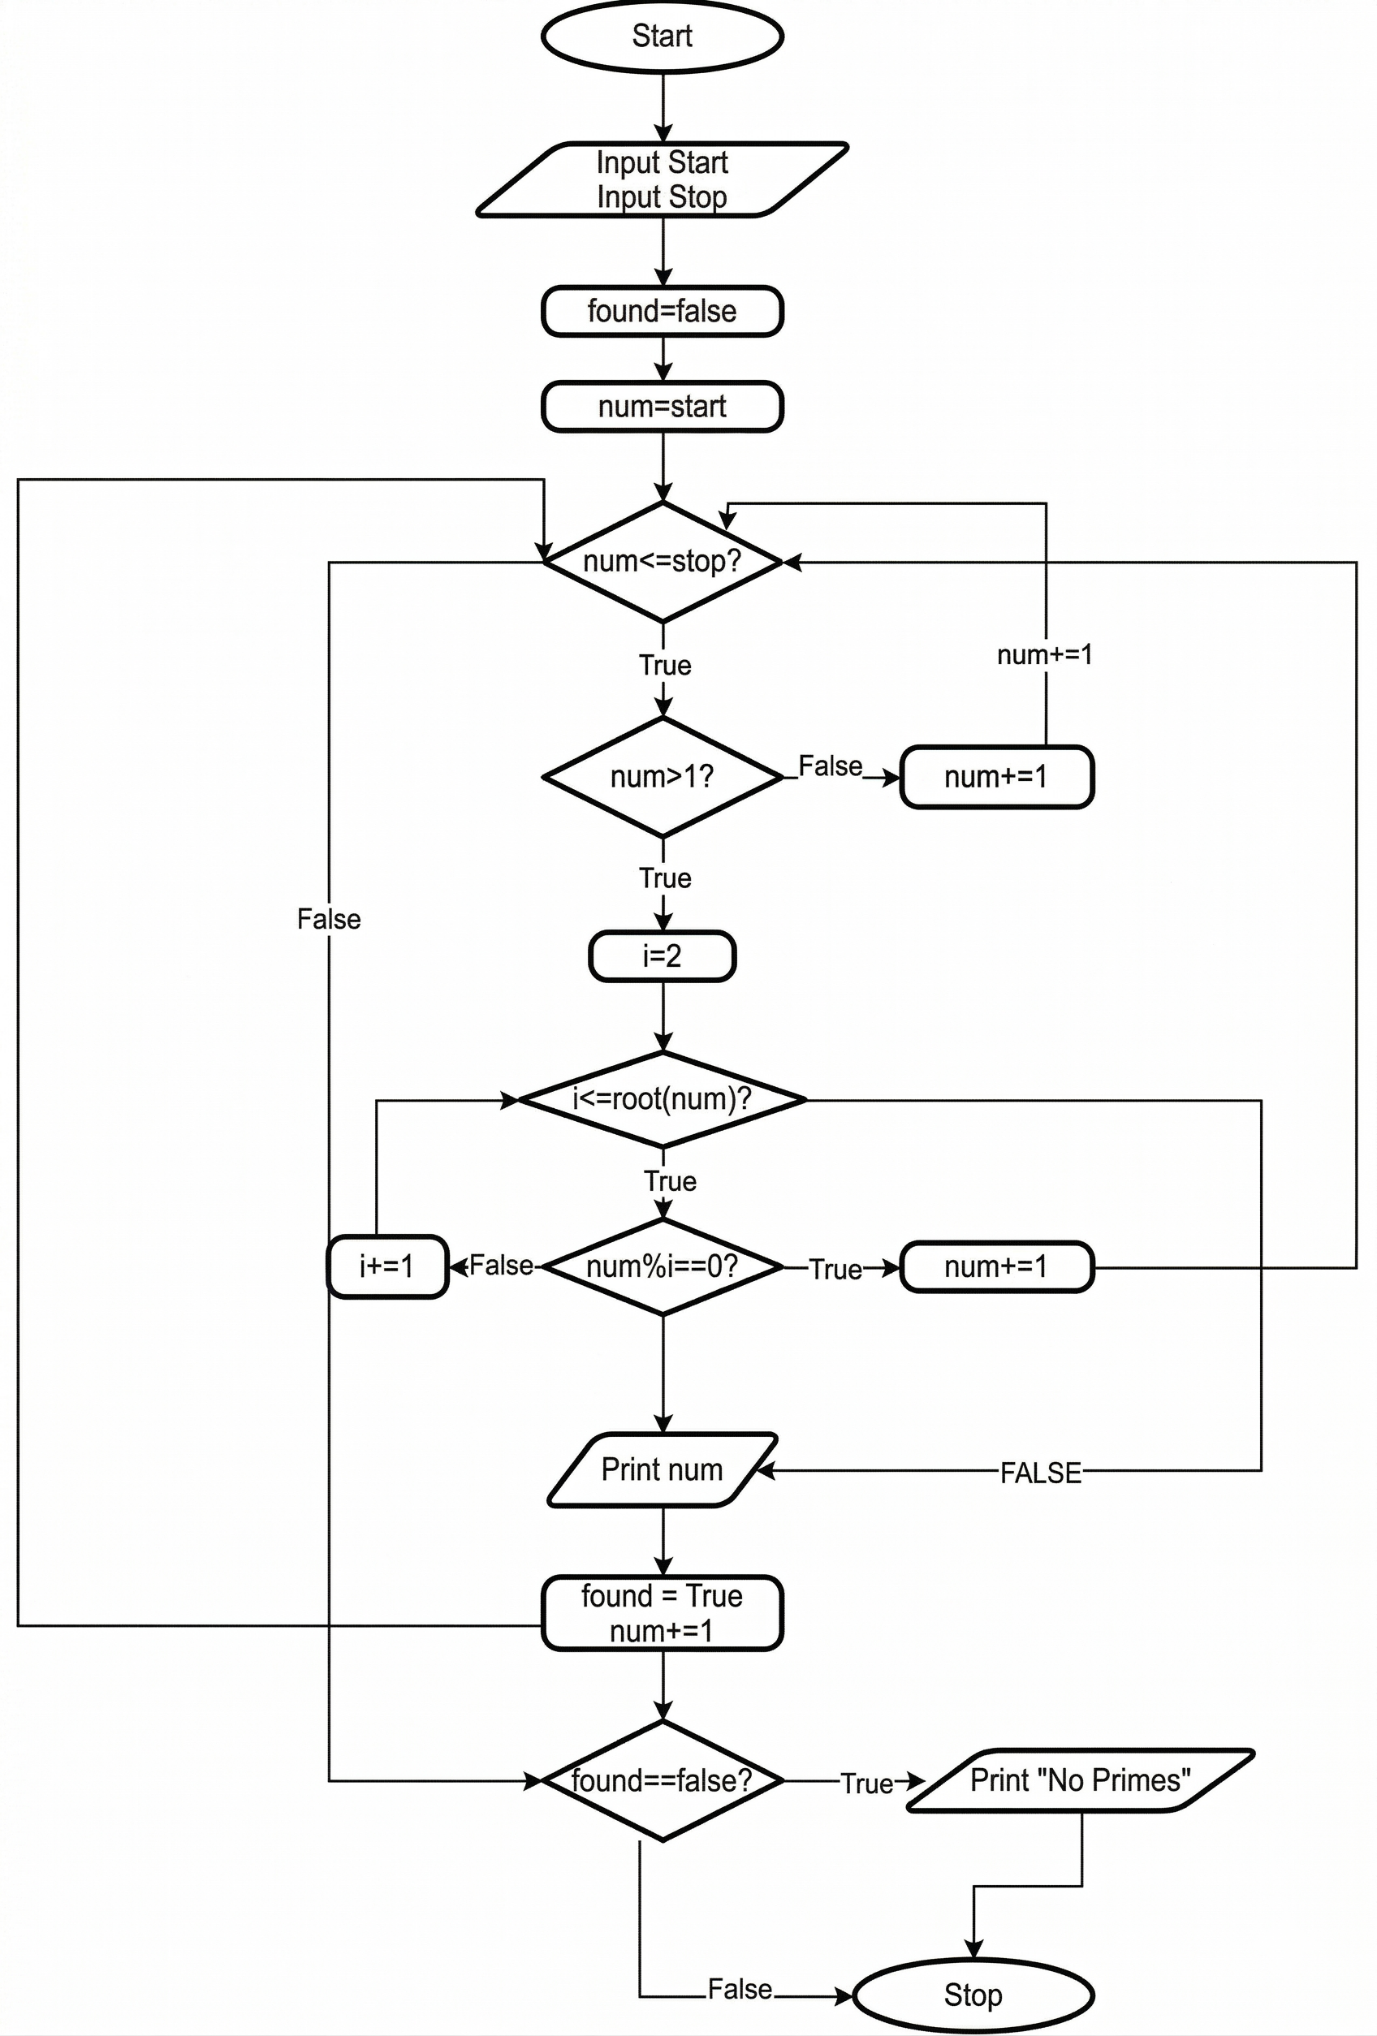 Start
Input Start
Input Stop
found=false
num=start
num<=stop?
True
num+=1
num>1?
False
num+=1
True
False
i=2
i<=root(num)?
True
i+=1
False
num%i==0?
True
num+=1
Print num
FALSE
found = True
num+=1
found==false?
True
Print "No Primes"
False
Stop